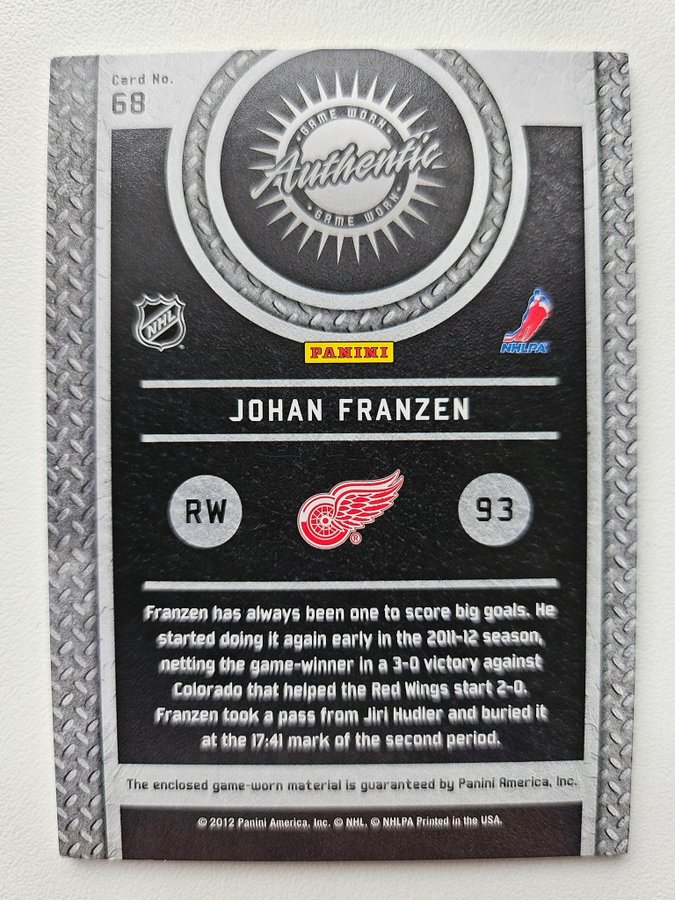 Card No.
68
GAME WORN
Authentic
GAME WORN
NHL
NHLPA
PANINI
JOHAN FRANZEN
RW
93
®
Franzen has always been one to score big goals. He
started doing it again early in the 2011-12 season,
netting the game-winner in a 3-0 victory against
Colorado that helped the Red Wings start 2-0.
Franzen took a pass from Jiri Hudler and buried it
at the 17:41 mark of the second period.
The enclosed game-worn material is guaranteed by Panini America, Inc.
© 2012 Panini America, Inc. © NHL, © NHLPA Printed in the USA.